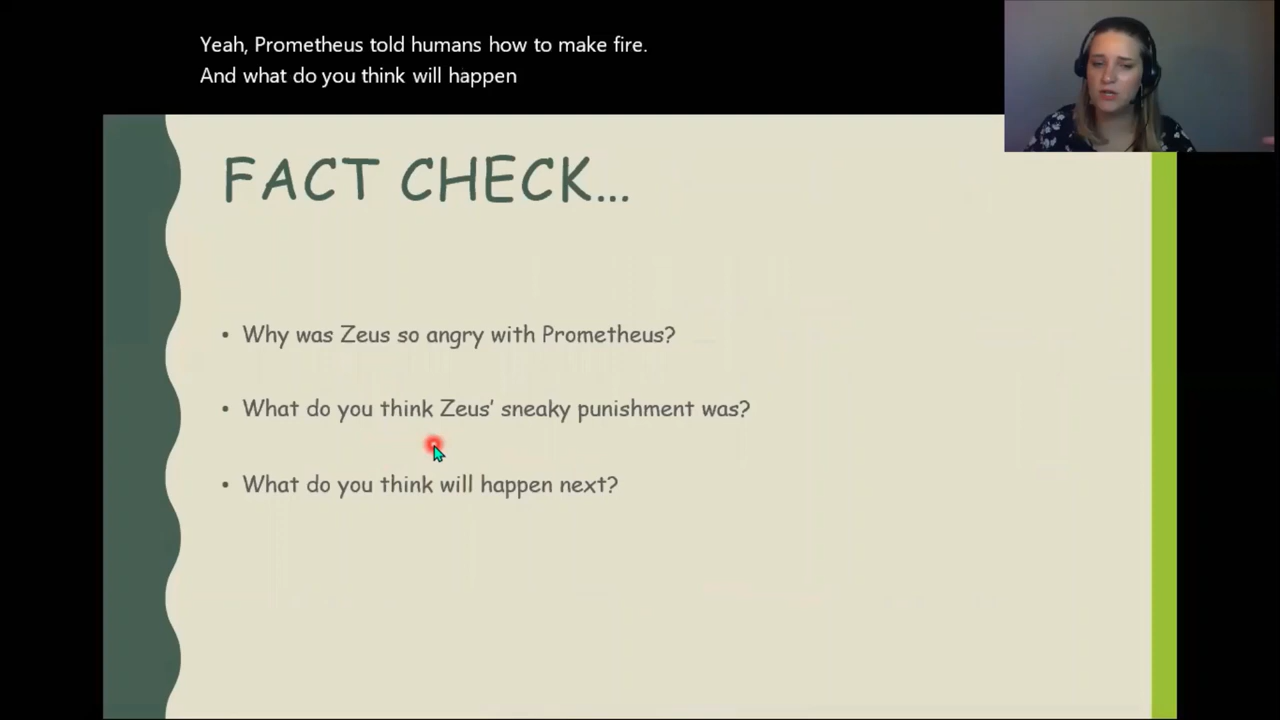 Yeah, Prometheus told humans how to make fire.
And what do you think will happen
FACT CHECK...
• Why was Zeus so angry with Prometheus?
• What do you think Zeus’ sneaky punishment was?
• What do you think will happen next?